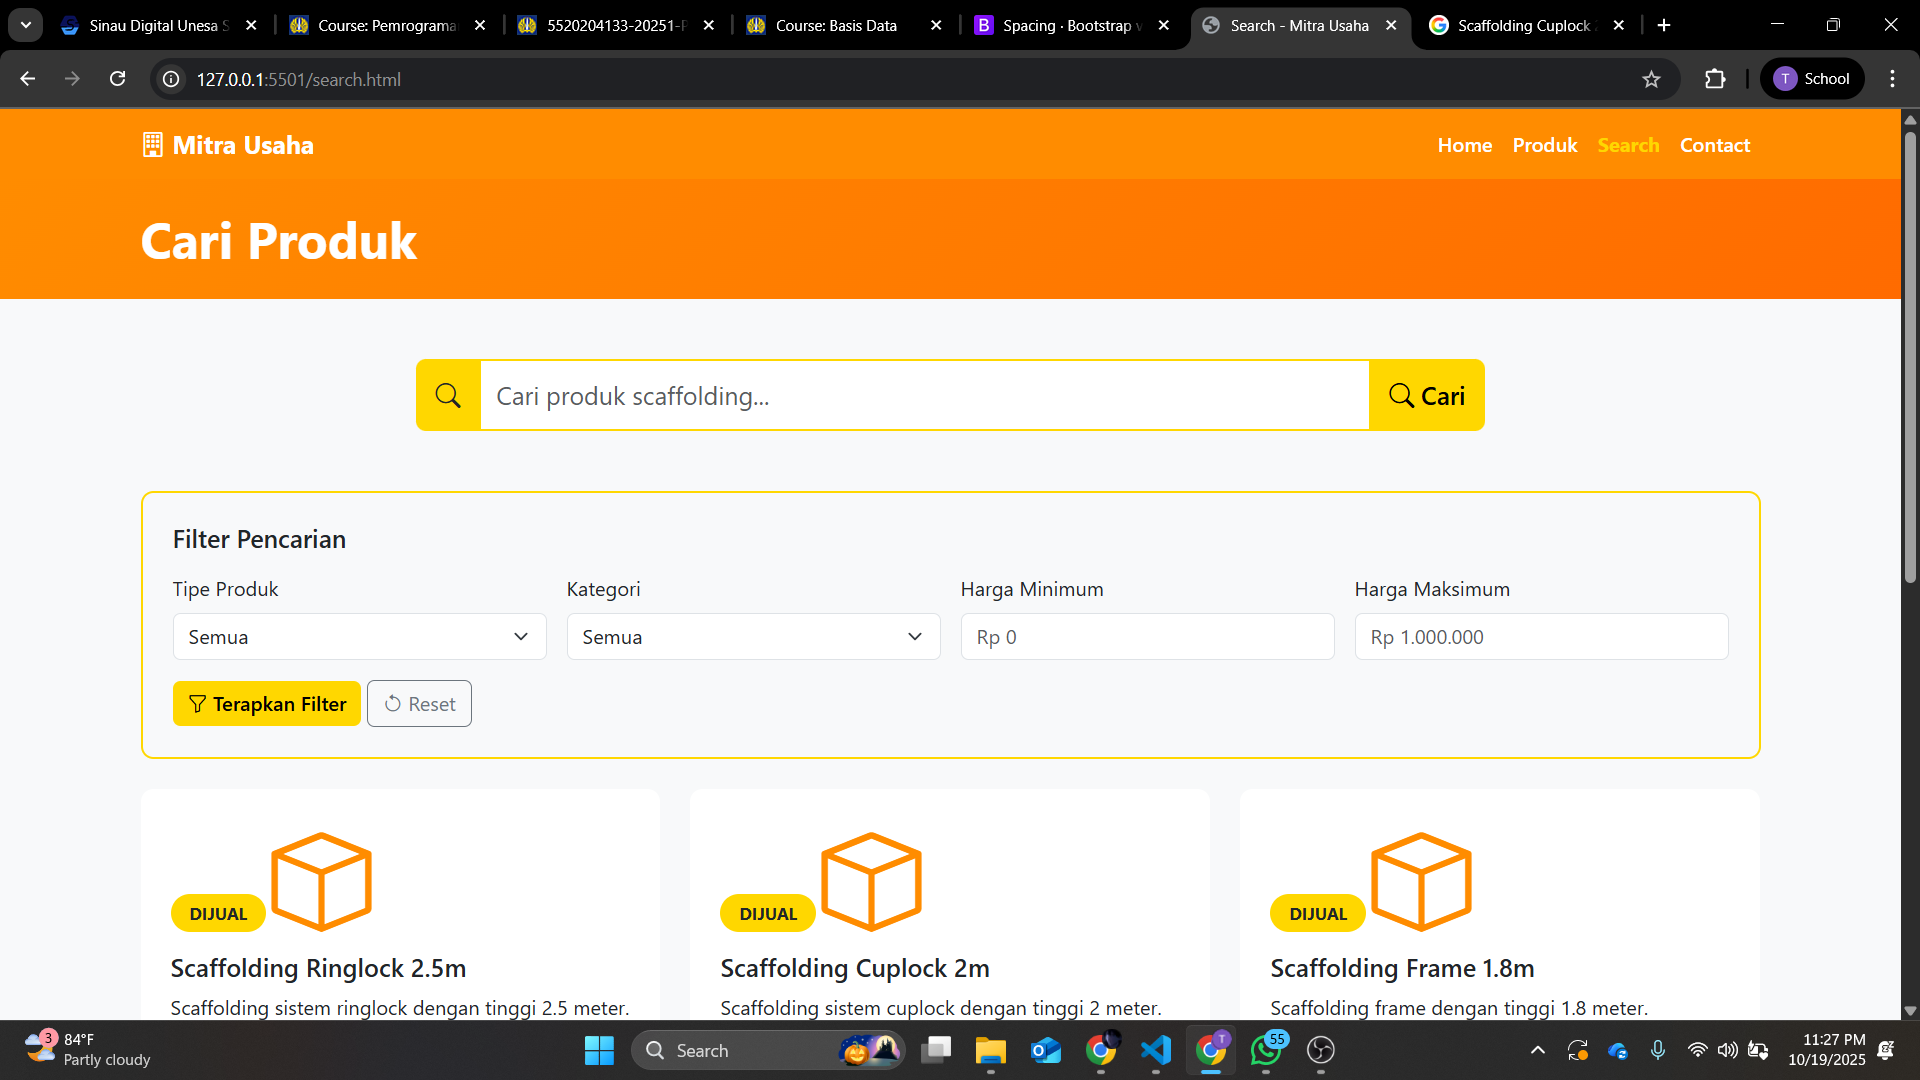 Sinau Digital Unesa S
Course: Pemrograma
5520204133-20251-P
Course: Basis Data
B Spacing · Bootstrap v
Search - Mitra Usaha
Scaffolding Cuplock 2
127.0.0.1:5501/search.html
T School
Mitra Usaha
Home Produk Search Contact
Cari Produk
Cari produk scaffolding...
Cari
Filter Pencarian
Tipe Produk Kategori Harga Minimum Harga Maksimum
Semua Semua Rp 0 Rp 1.000.000
Terapkan Filter Reset
DIJUAL DIJUAL DIJUAL
Scaffolding Ringlock 2.5m Scaffolding Cuplock 2m Scaffolding Frame 1.8m
Scaffolding sistem ringlock dengan tinggi 2.5 meter. Scaffolding sistem cuplock dengan tinggi 2 meter. Scaffolding frame dengan tinggi 1.8 meter.
3 84°F
Partly cloudy
Search
T
55
11:27 PM
10/19/2025